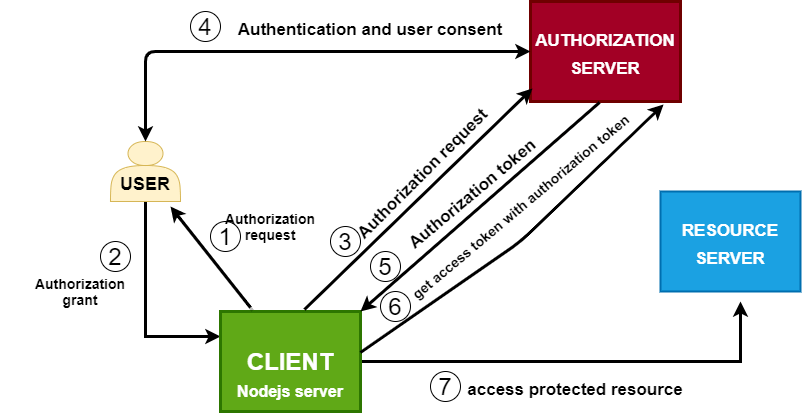 4 Authentication and user consent
AUTHORIZATION
SERVER
USER
Authorization
1 request
2
Authorization
grant
3 Authorization request
5 Authorization token
6 get access token with authorization token
RESOURCE
SERVER
CLIENT
Nodejs server
7 access protected resource